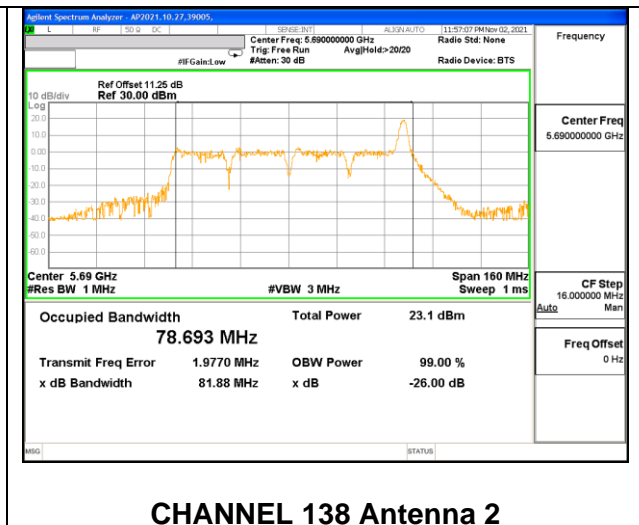 Agilent Spectrum Analyzer - AP2021.10.27,39005,
L RF 50 Ω DC SENSE:INT ALIGNAUTO 11:57:07 PM Nov 02, 2021
Center Freq: 5.690000000 GHz Radio Std: None Frequency
Trig: Free Run Avg|Hold:>20/20
#IFGain:Low #Atten: 30 dB Radio Device: BTS
Ref Offset 11.25 dB
10 dB/div Ref 30.00 dBm
Log
20.0
10.0
0.00
-10.0
-20.0
-30.0
-40.0
-50.0
-60.0
Center Freq
5.690000000 GHz
Center 5.69 GHz Span 160 MHz
#Res BW 1 MHz #VBW 3 MHz Sweep 1 ms
CF Step
16.000000 MHz
Auto Man
Occupied Bandwidth Total Power 23.1 dBm
78.693 MHz
Freq Offset
0 Hz
Transmit Freq Error 1.9770 MHz OBW Power 99.00 %
x dB Bandwidth 81.88 MHz x dB -26.00 dB
MSG STATUS
CHANNEL 138 Antenna 2